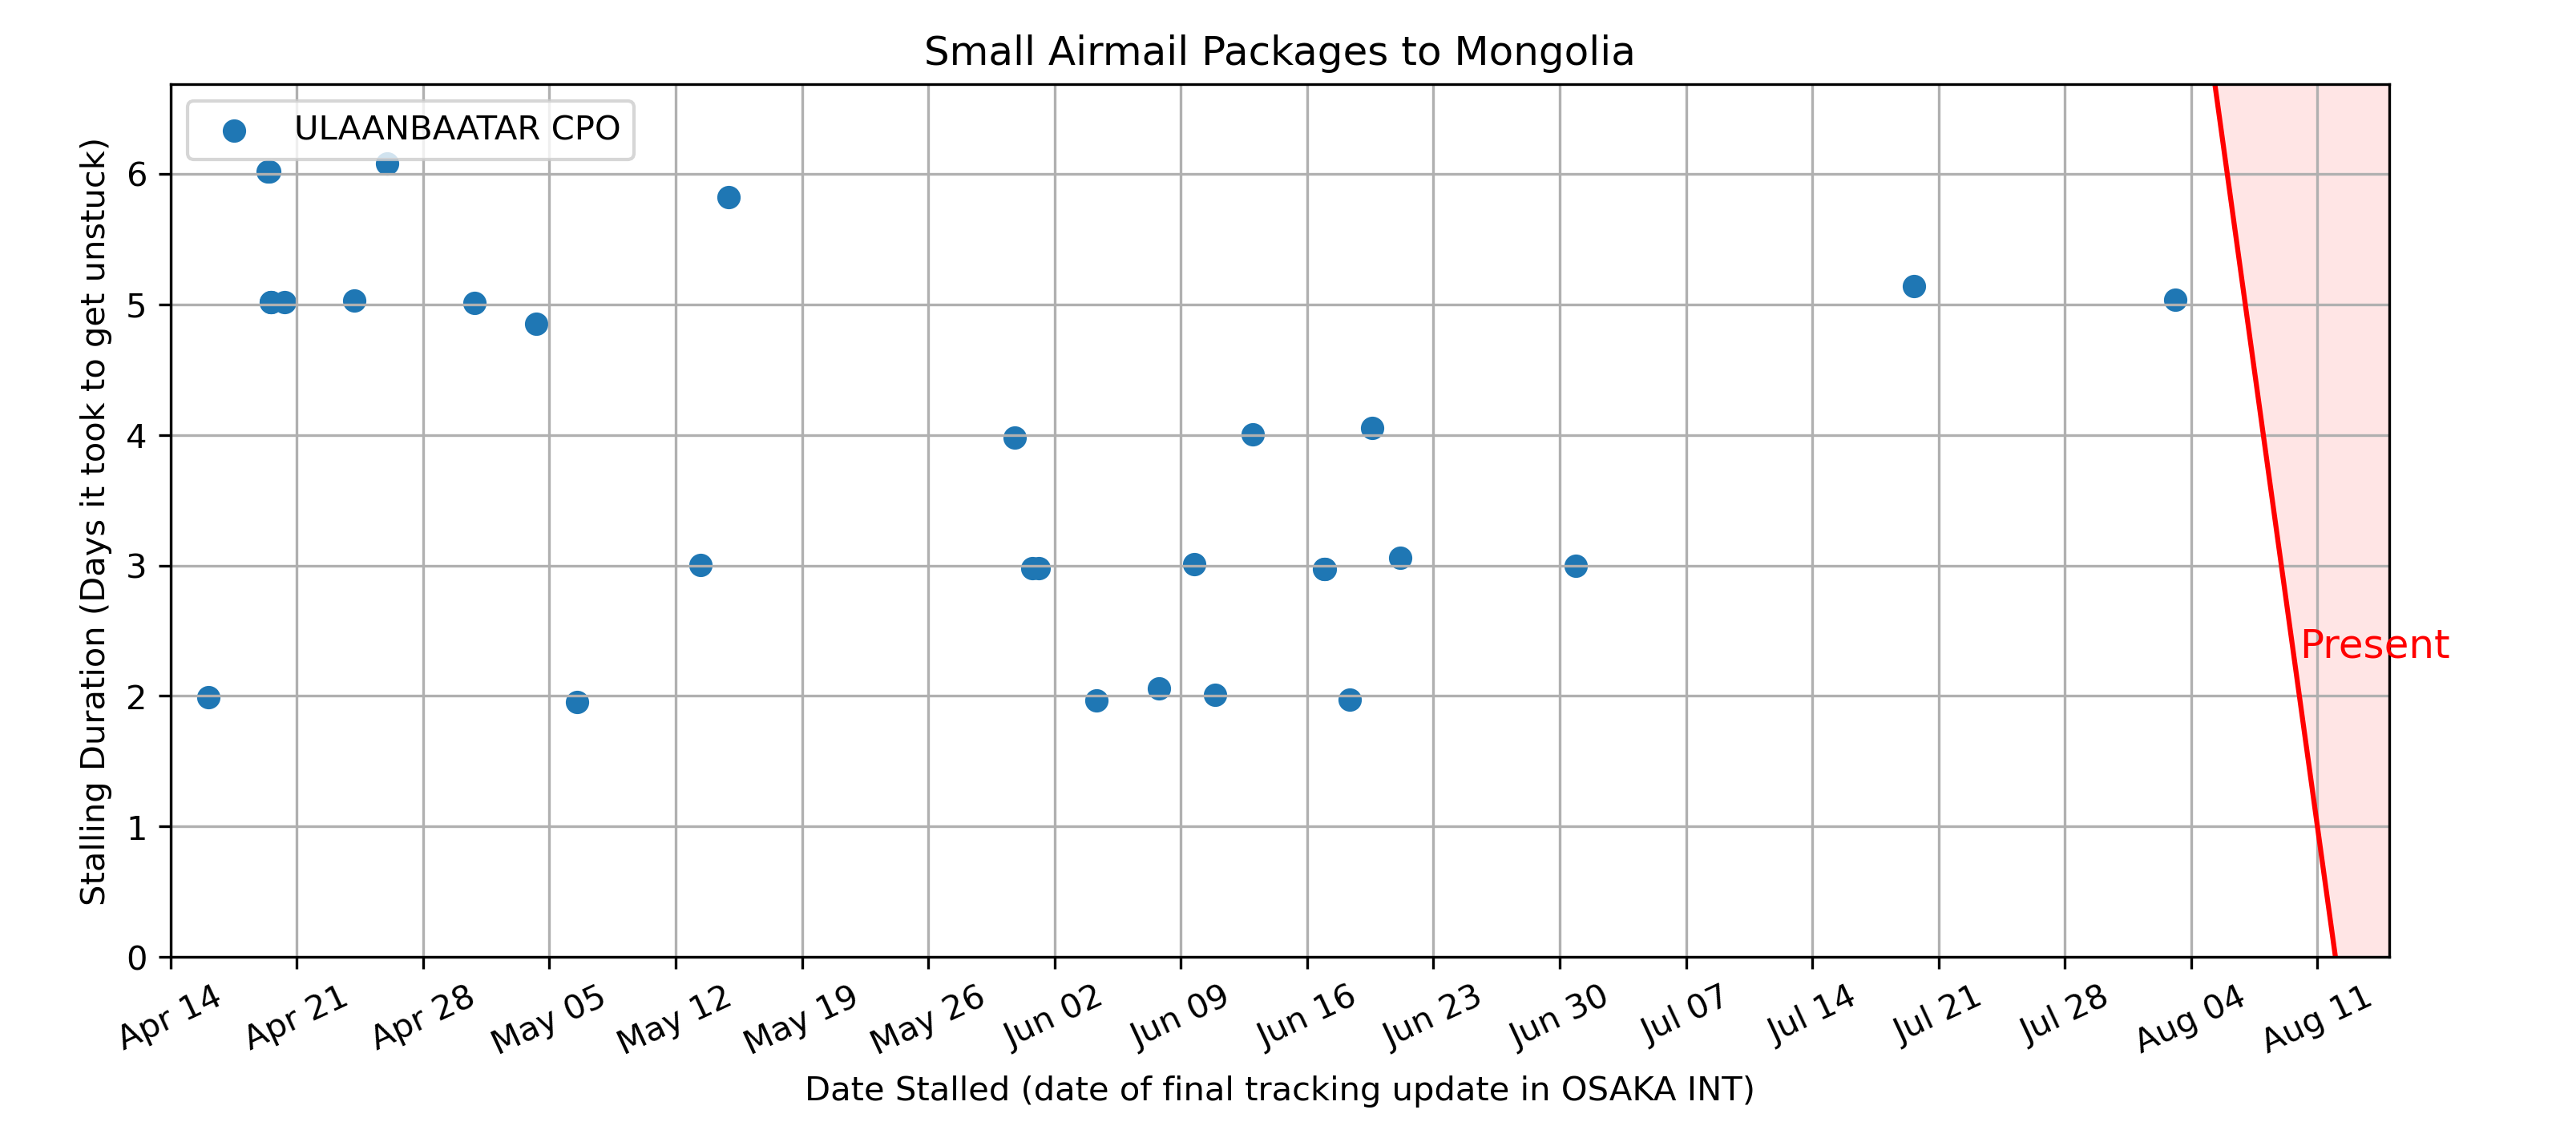 Small Airmail Packages to Mongolia
ULAANBAATAR CPO
Stalling Duration (Days it took to get unstuck)
6
5
4
3
2
1
0
Present
Apr 14
Apr 21
Apr 28
May 05
May 12
May 19
May 26
Jun 02
Jun 09
Jun 16
Jun 23
Jun 30
Jul 07
Jul 14
Jul 21
Jul 28
Aug 04
Aug 11
Date Stalled (date of final tracking update in OSAKA INT)